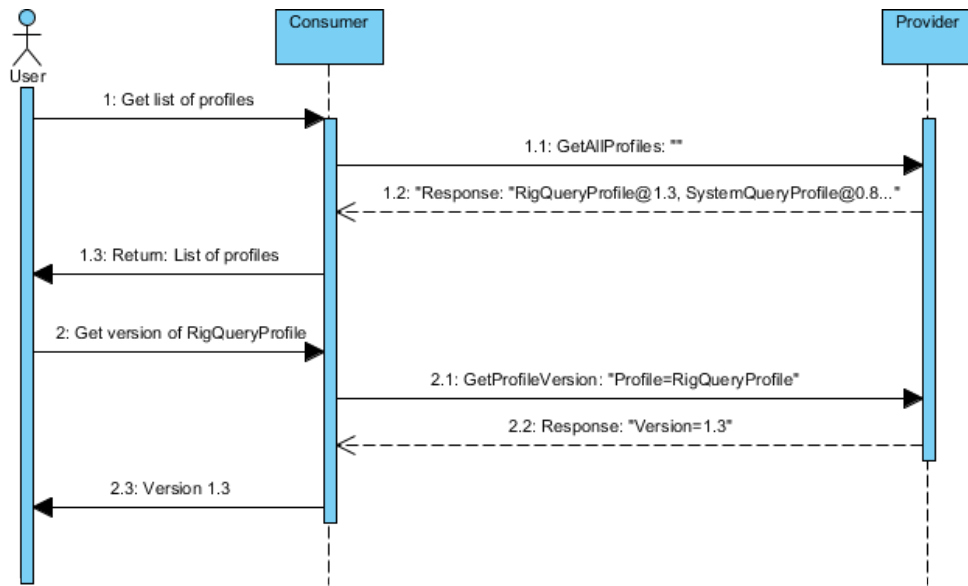 Consumer
Provider
User
1: Get list of profiles
1.1: GetAllProfiles: ""
1.2: "Response: "RigQueryProfile@1.3, SystemQueryProfile@0.8..."
1.3: Return: List of profiles
2: Get version of RigQueryProfile
2.1: GetProfileVersion: "Profile=RigQueryProfile"
2.2: Response: "Version=1.3"
2.3: Version 1.3